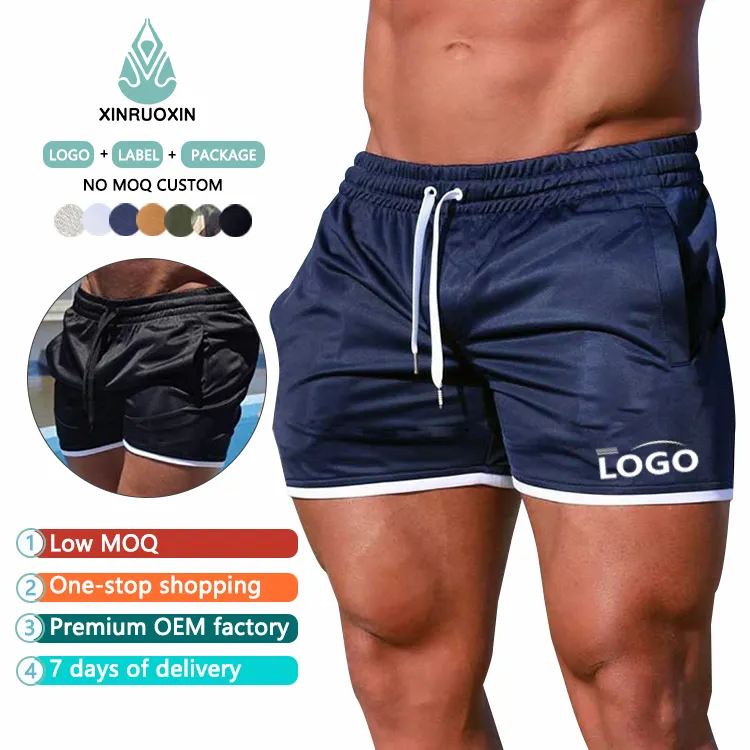 XINRUOXIN
LOGO + LABEL + PACKAGE
NO MOQ CUSTOM
LOGO
1 Low MOQ
2 One-stop shopping
3 Premium OEM factory
4 7 days of delivery